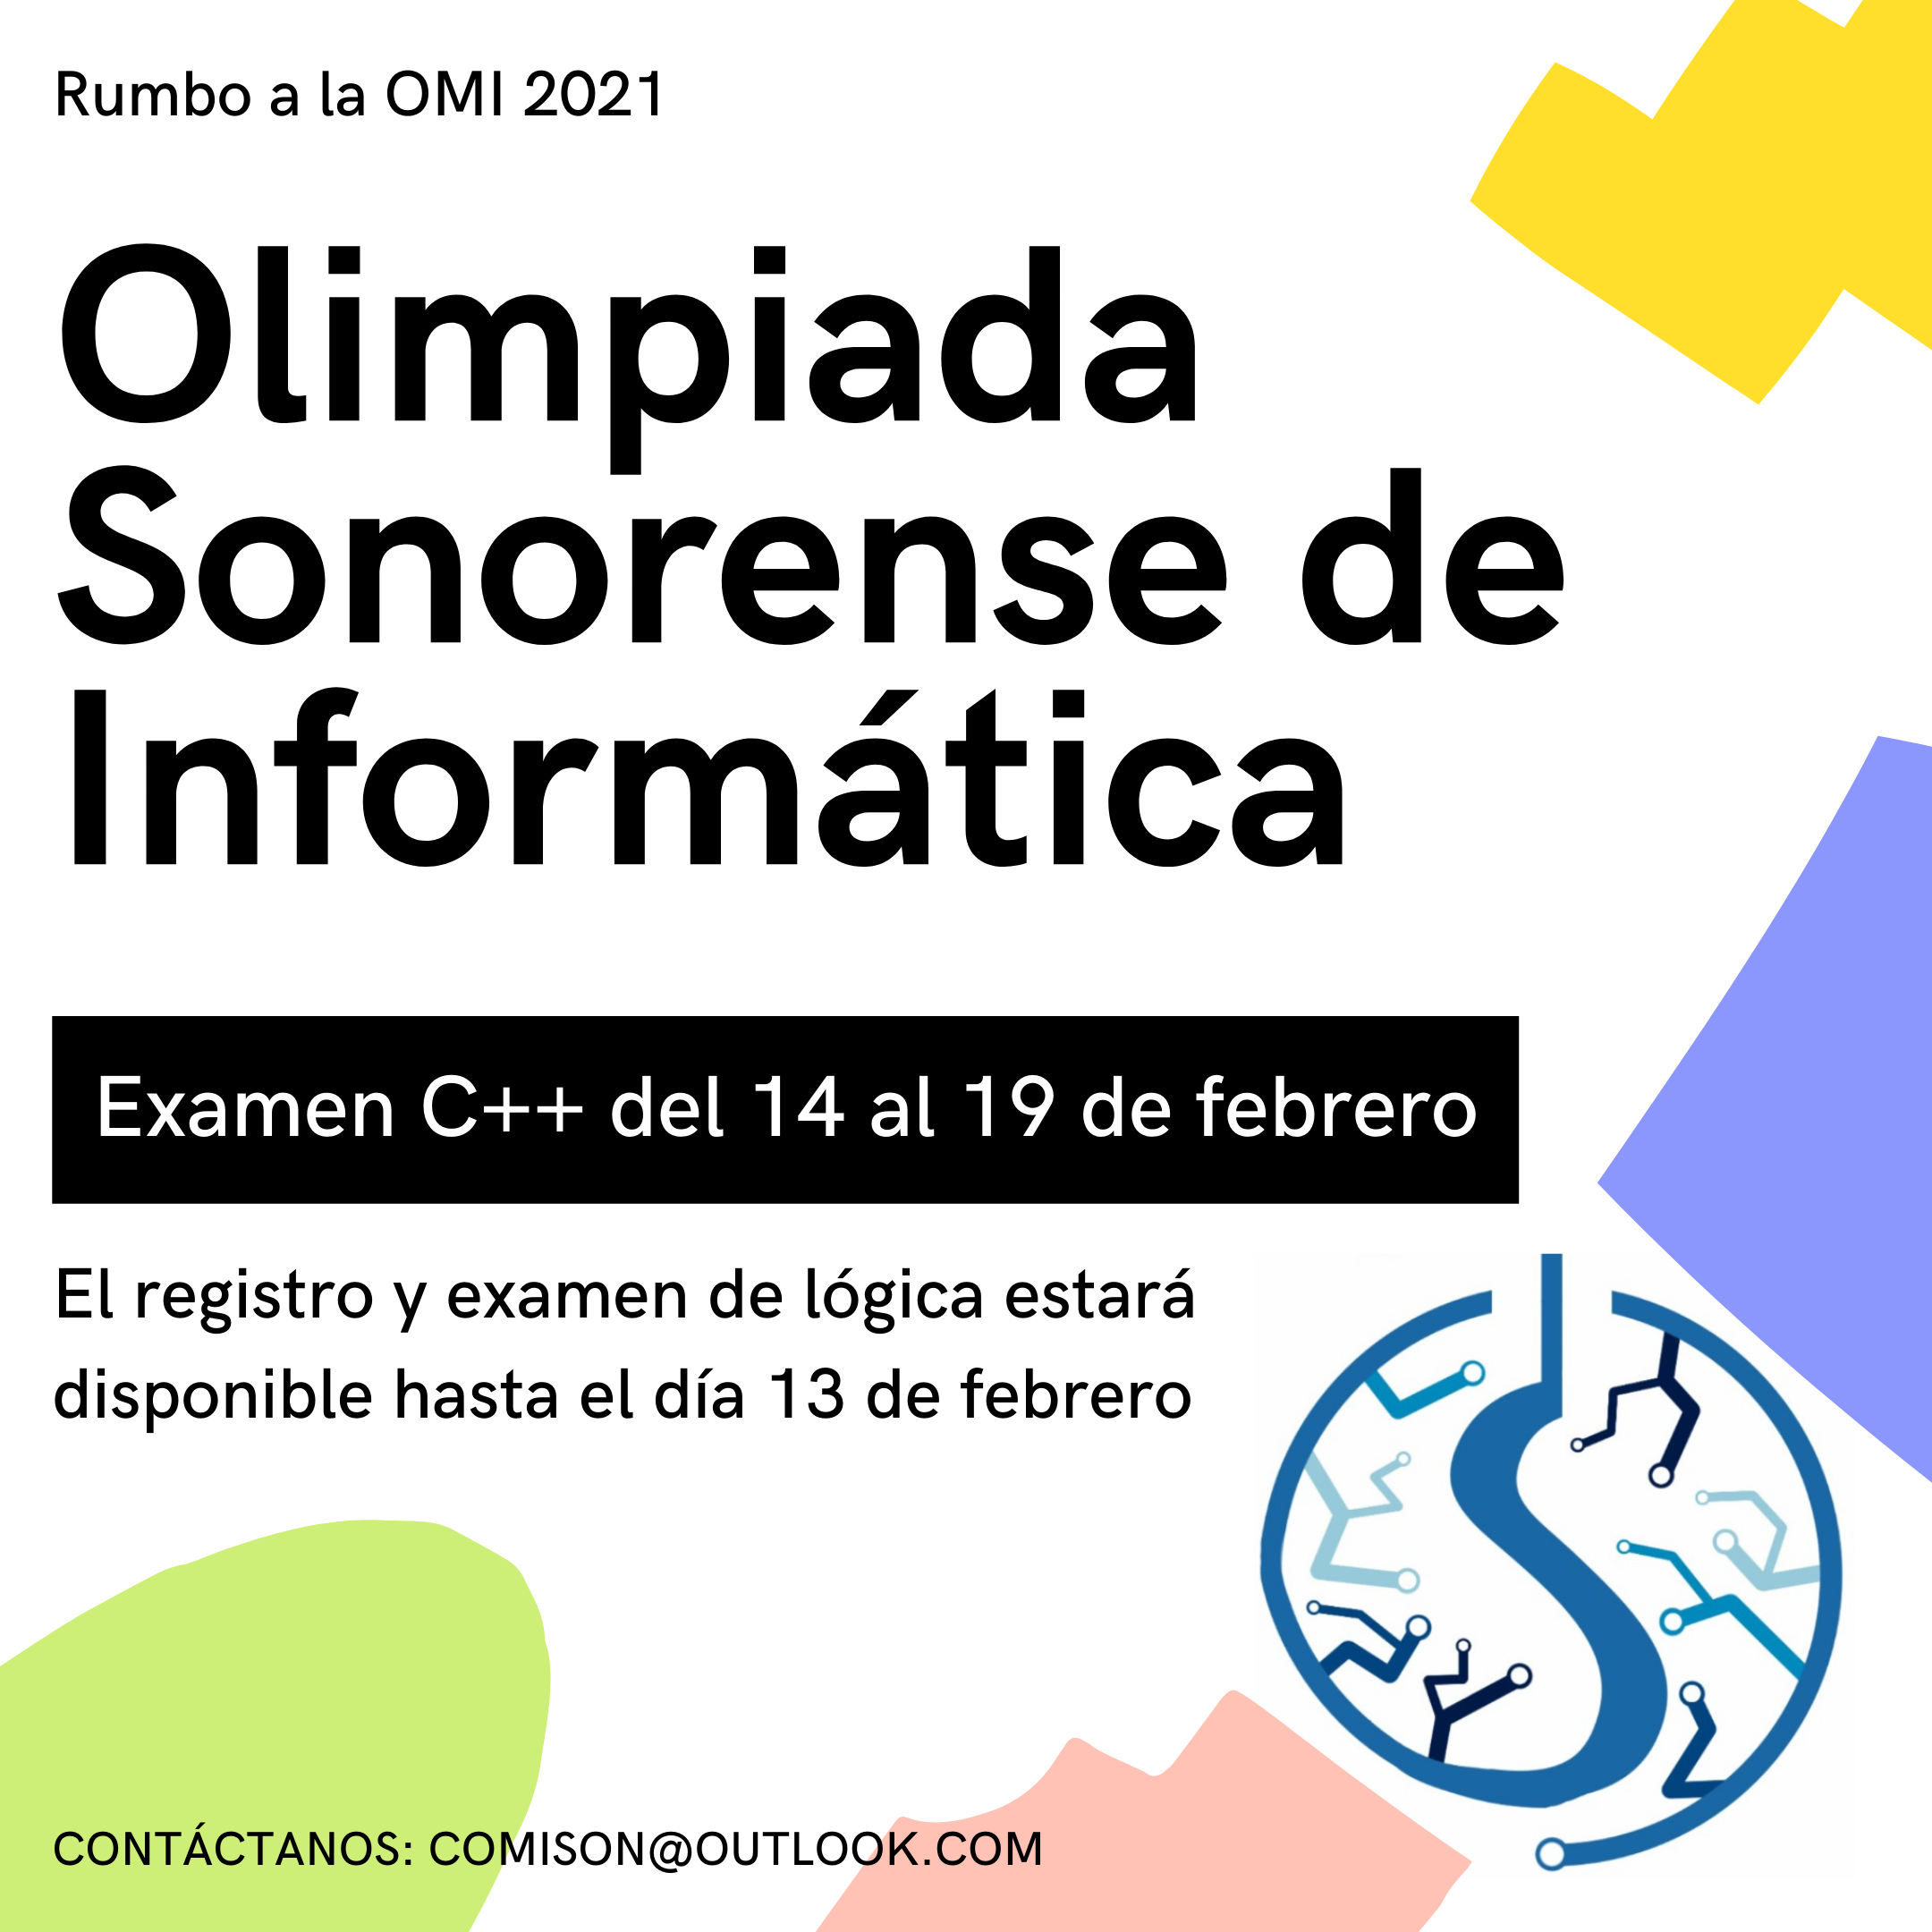 Rumbo a la OMI 2021
Olimpiada
Sonorense de
Informática
Examen C++ del 14 al 19 de febrero
El registro y examen de lógica estará
disponible hasta el día 13 de febrero
CONTÁCTANOS: COMISON@OUTLOOK.COM